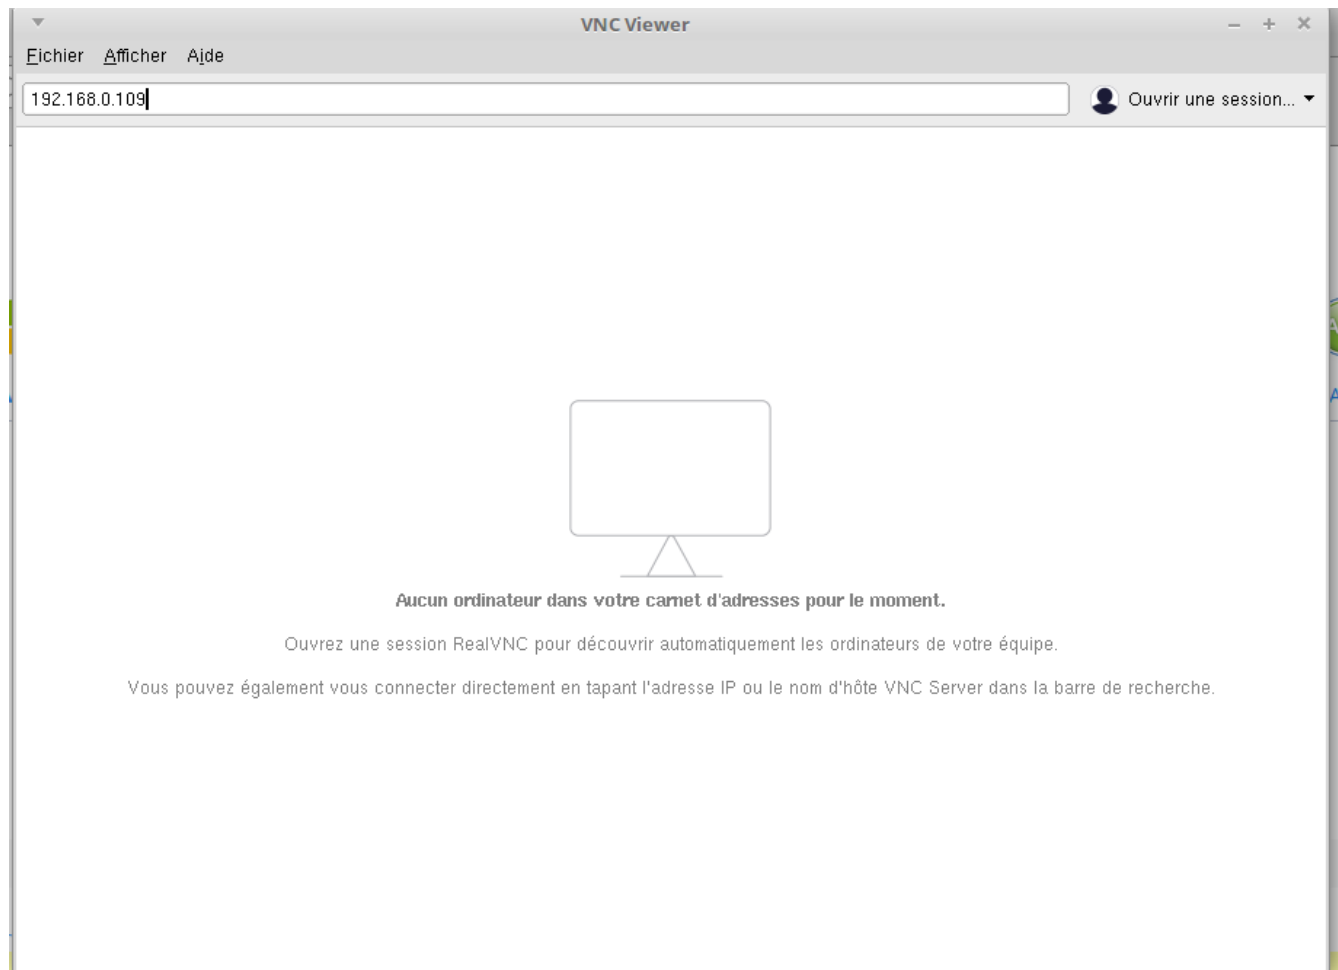 VNC Viewer
Fichier Afficher Aide
192.168.0.109
Ouvrir une session...
Aucun ordinateur dans votre carnet d'adresses pour le moment.
Ouvrez une session RealVNC pour découvrir automatiquement les ordinateurs de votre équipe.
Vous pouvez également vous connecter directement en tapant l'adresse IP ou le nom d'hôte VNC Server dans la barre de recherche.